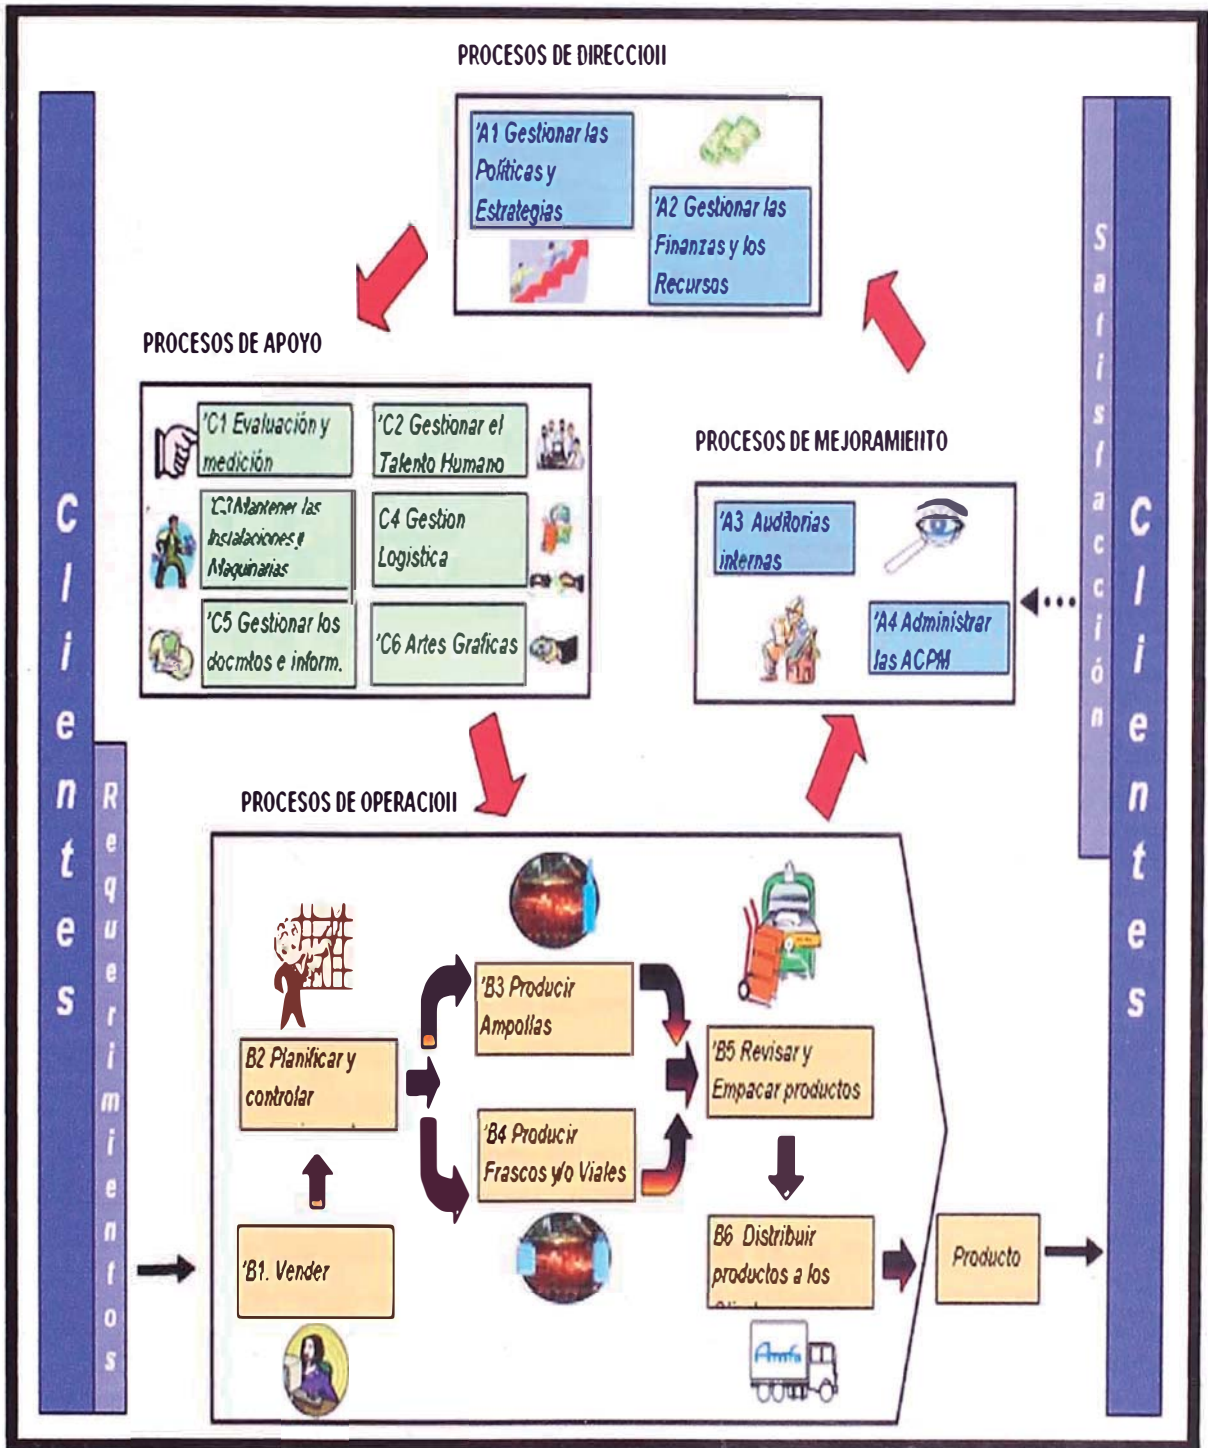 PROCESOS DE DIRECCIOII
'A1 Gestionar las
Políticas y
Estrategias
'A2 Gestionar las
Finanzas y los
Recursos
PROCESOS DE APOYO
'C1 Evaluación y
medición
'C2 Gestionar el
Talento Humano
'C3 Mantener las
Instalaciones y
Maquinarias
C4 Gestion
Logistica
'C5 Gestionar los
docmtos e inform.
'C6 Artes Graficas
PROCESOS DE MEJORAMIEIITO
'A3 Auditorias
internas
'A4 Administrar
las ACPM
PROCESOS DE OPERACIOII
'B1. Vender
B2 Planificar y
controlar
'B3 Producir
Ampollas
'B4 Producir
Frascos y/o Viales
'B5 Revisar y
Empacar productos
B6 Distribuir
productos a los
Producto
Clientes
Requerimientos
Satisfacción
Clientes